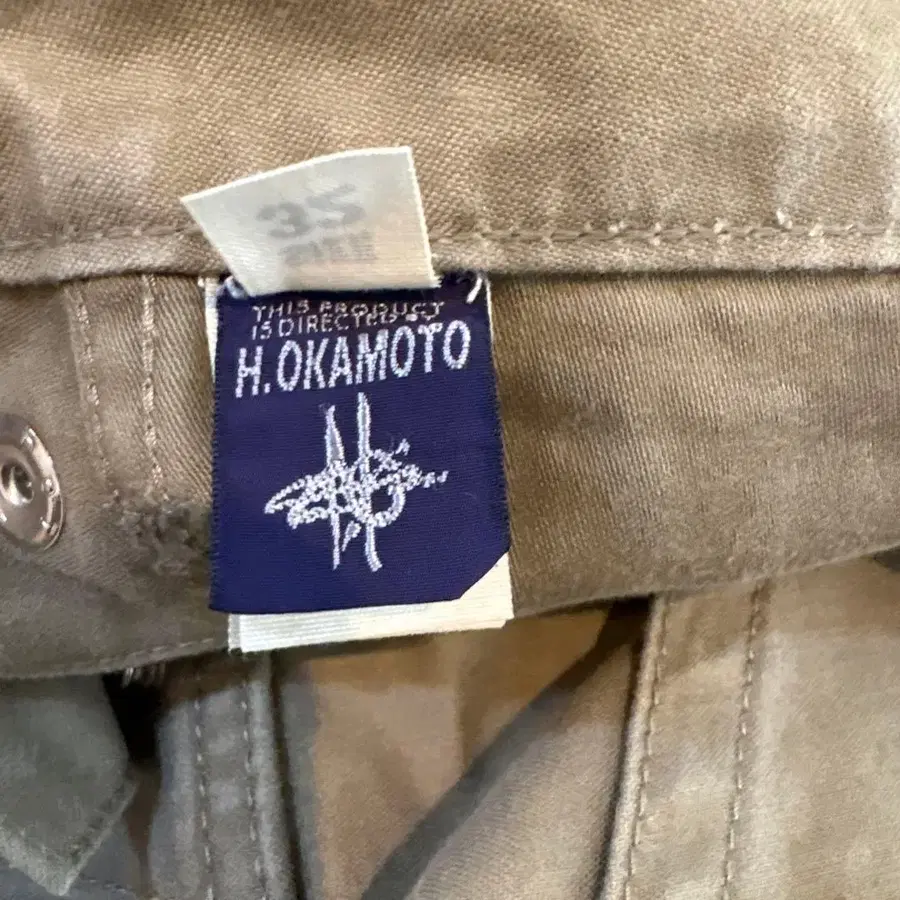 35
SIZE
THIS PRODUCT
IS DIRECTED BY
H.OKAMOTO